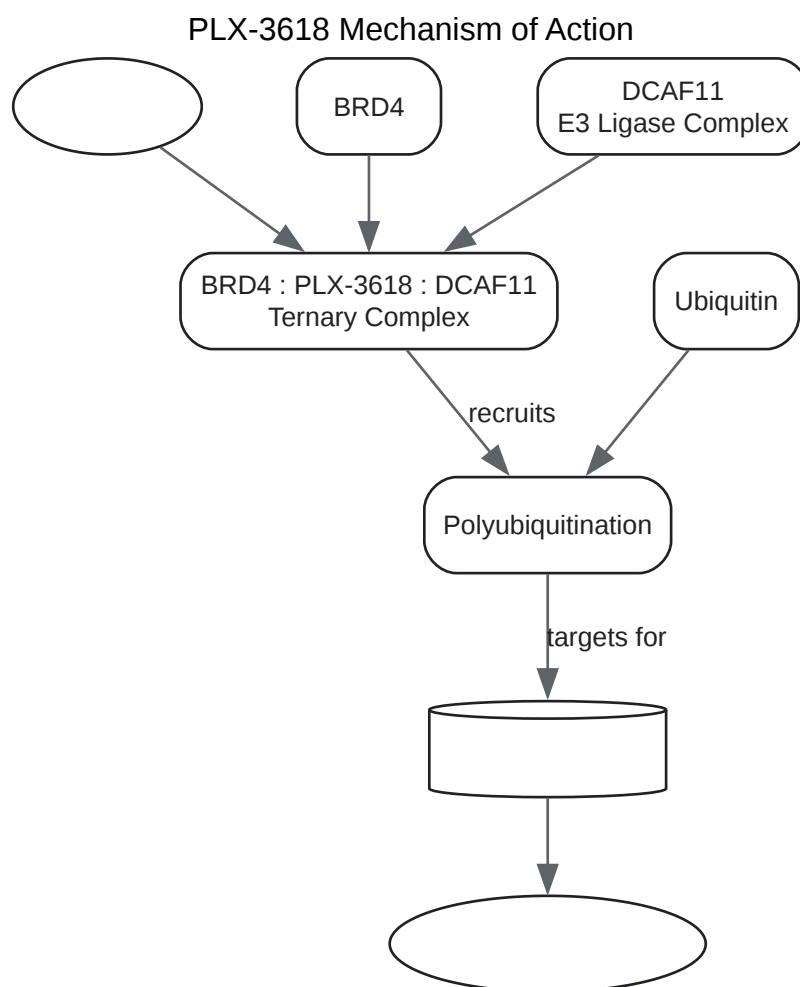 PLX-3618 Mechanism of Action
BRD4
DCAF11
E3 Ligase Complex
BRD4 : PLX-3618 : DCAF11
Ternary Complex
Ubiquitin
recruits
Polyubiquitination
targets for